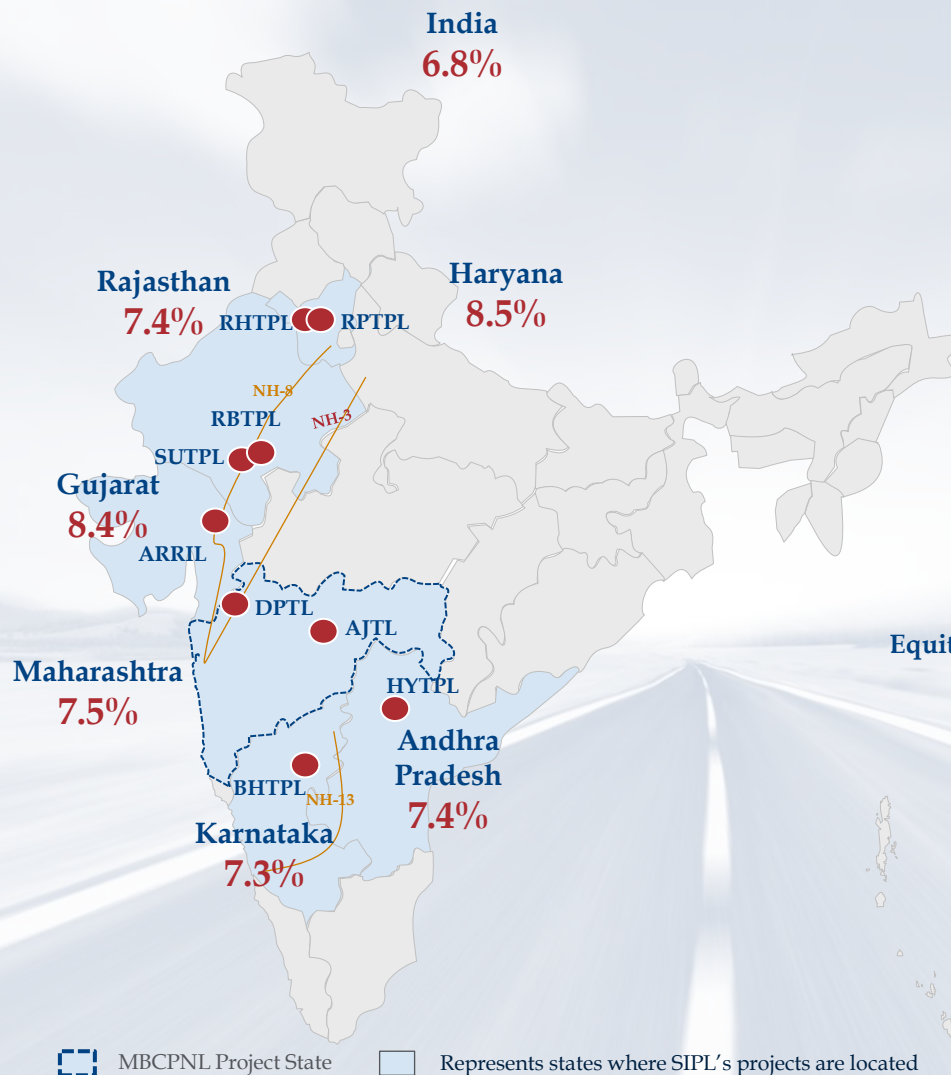 India
6.8%
Rajasthan
7.4%
Haryana
8.5%
RHTPL
RPTPL
NH-8
NH-3
RBTPL
SUTPL
Gujarat
8.4%
ARRIL
DPTL
AJTL
Equit
Maharashtra
7.5%
HYTPL
Andhra
Pradesh
7.4%
BHTPL
NH-13
Karnataka
7.3%
MBCPNL Project State
Represents states where SIPL's projects are located